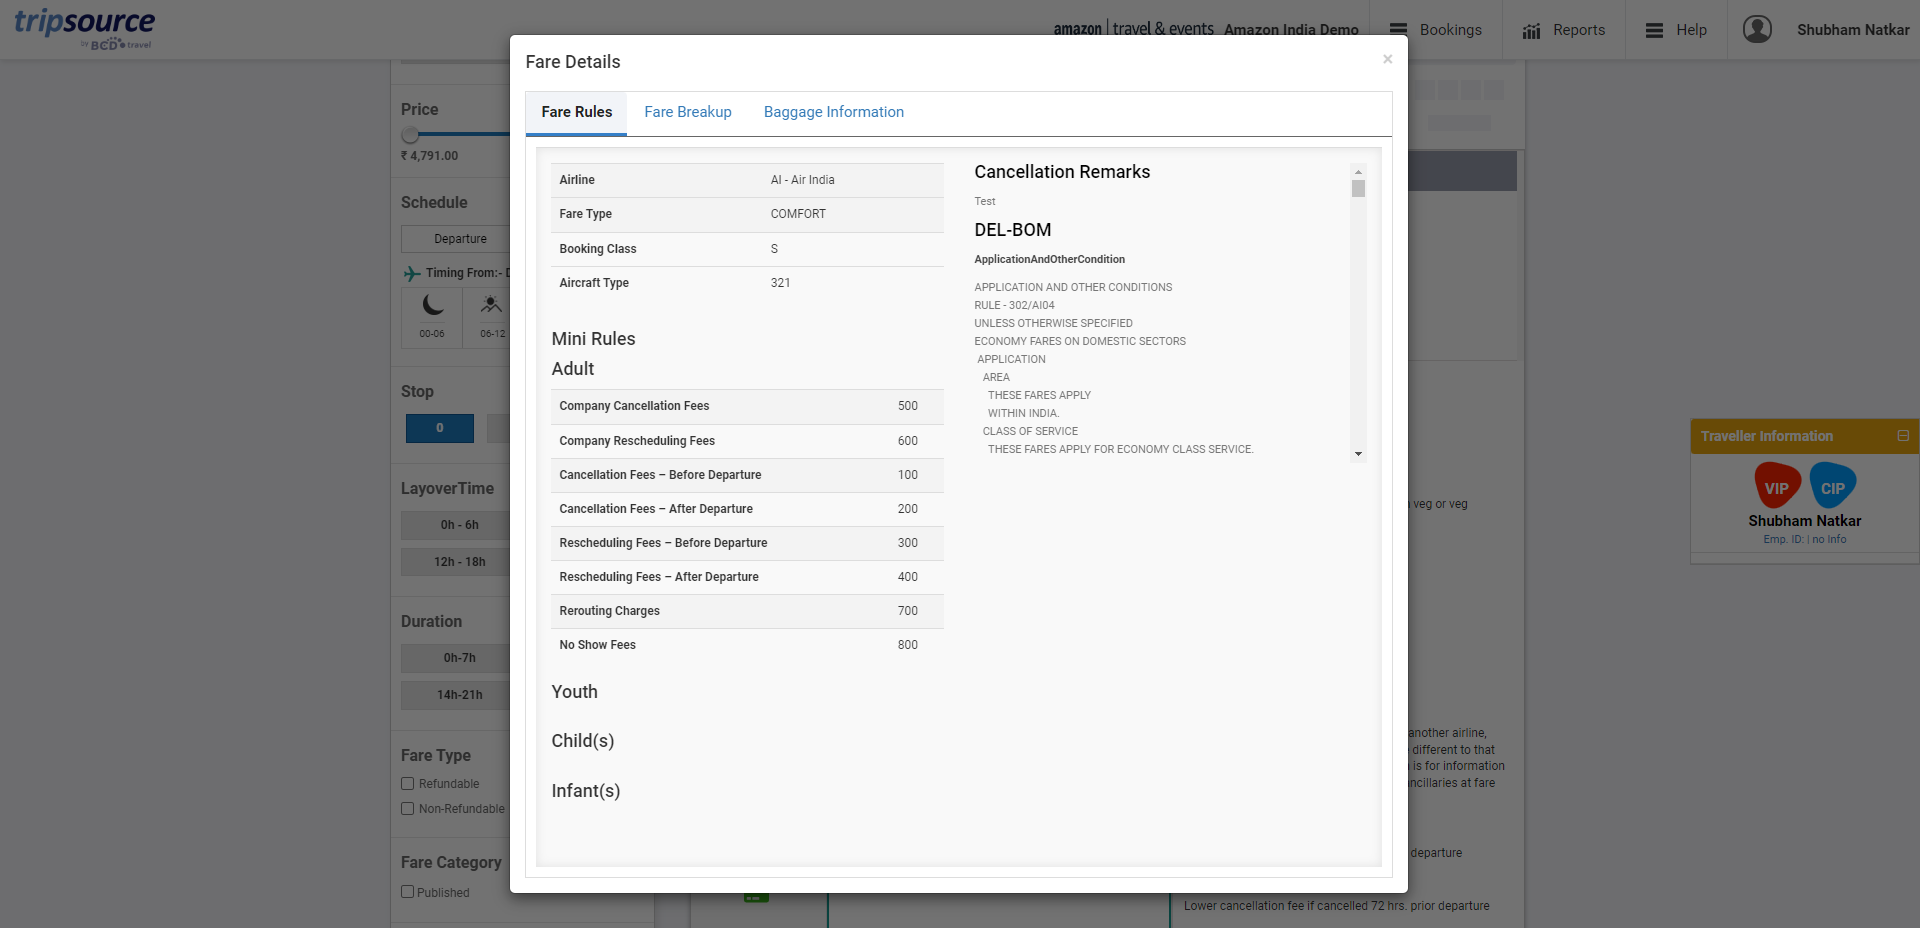 tripsource
by BCD travel
amazon | travel & events Amazon India Demo
Bookings
Reports
Help
Shubham Natkar
Price
₹ 4,791.00
Schedule
Departure
Timing From:-
00-06
06-12
Stop
0
LayoverTime
0h - 6h
12h - 18h
Duration
0h-7h
14h-21h
Fare Type
Refundable
Non-Refundable
Fare Category
Published
Fare Details
×
Fare Rules
Fare Breakup
Baggage Information
Airline AI - Air India
Fare Type COMFORT
Booking Class S
Aircraft Type 321
Mini Rules
Adult
Company Cancellation Fees 500
Company Rescheduling Fees 600
Cancellation Fees – Before Departure 100
Cancellation Fees – After Departure 200
Rescheduling Fees – Before Departure 300
Rescheduling Fees – After Departure 400
Rerouting Charges 700
No Show Fees 800
Youth
Child(s)
Infant(s)
Cancellation Remarks
Test
DEL-BOM
ApplicationAndOtherCondition
APPLICATION AND OTHER CONDITIONS
RULE - 302/AI04
UNLESS OTHERWISE SPECIFIED
ECONOMY FARES ON DOMESTIC SECTORS
APPLICATION
AREA
THESE FARES APPLY
WITHIN INDIA.
CLASS OF SERVICE
THESE FARES APPLY FOR ECONOMY CLASS SERVICE.
veg or veg
another airline,
different to that
is for information
ncillaries at fare
departure
Lower cancellation fee if cancelled 72 hrs. prior departure
Traveller Information
VIP
CIP
Shubham Natkar
Emp. ID: | no Info